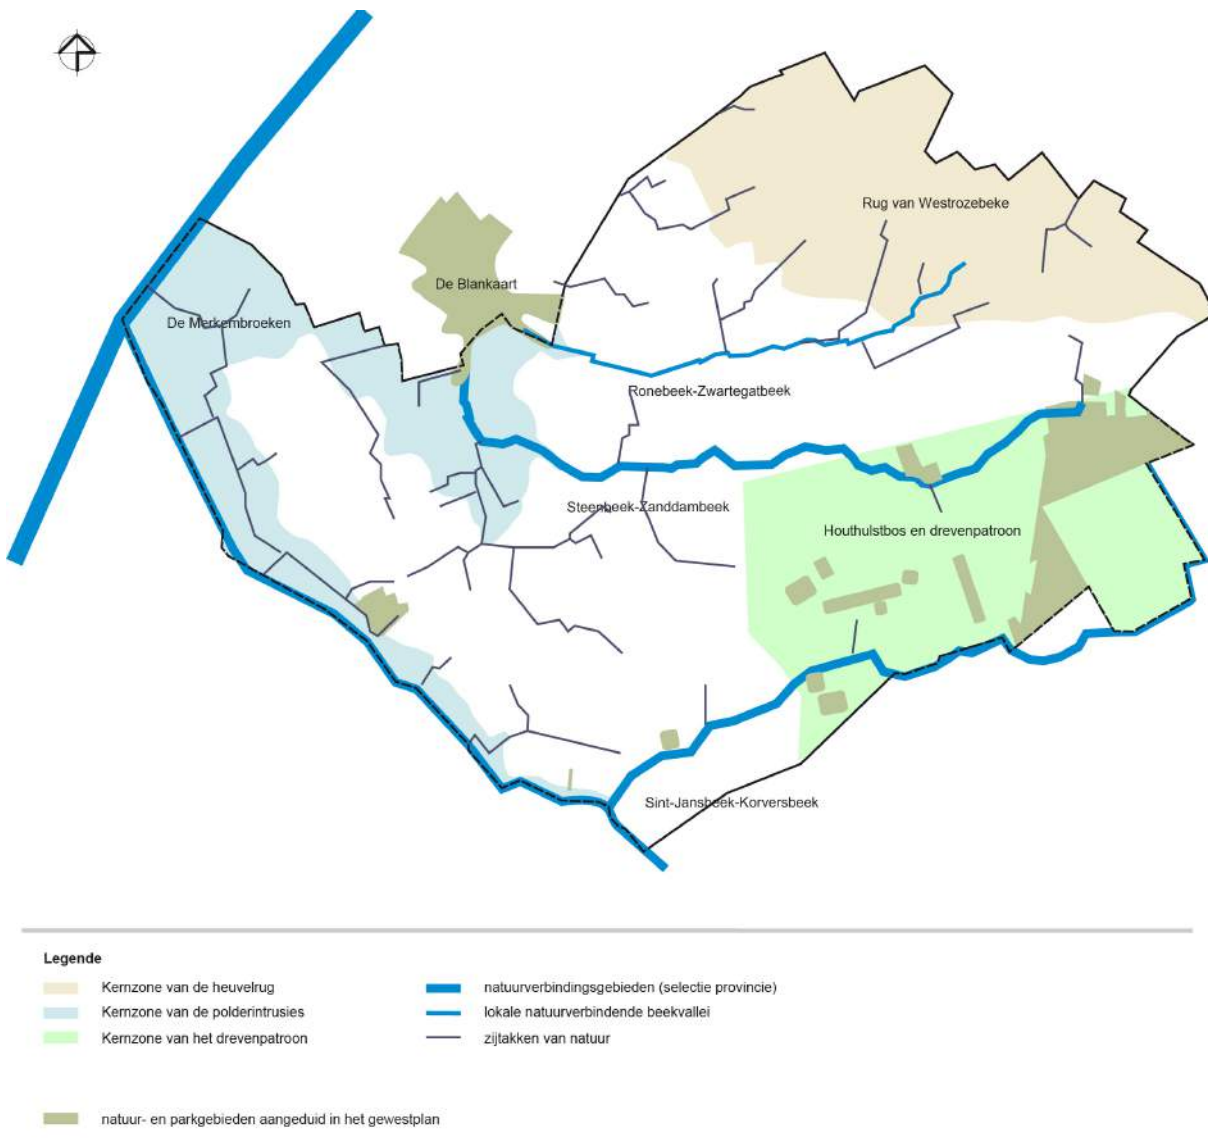 Rug van Westrozebeke
De Blankaart
De Merkembroeken
Ronebeek-Zwartegatbeek
Steenbeek-Zanddambeek
Houthulstbos en drevenpatroon
Sint-Jansbeek-Korversbeek
Legende
Kernzone van de heuvelrug
Kernzone van de polderintrusies
Kernzone van het drevenpatroon
natuurverbindingsgebieden (selectie provincie)
lokale natuurverbindende beekvallei
zijtakken van natuur
natuur- en parkgebieden aangeduid in het gewestplan